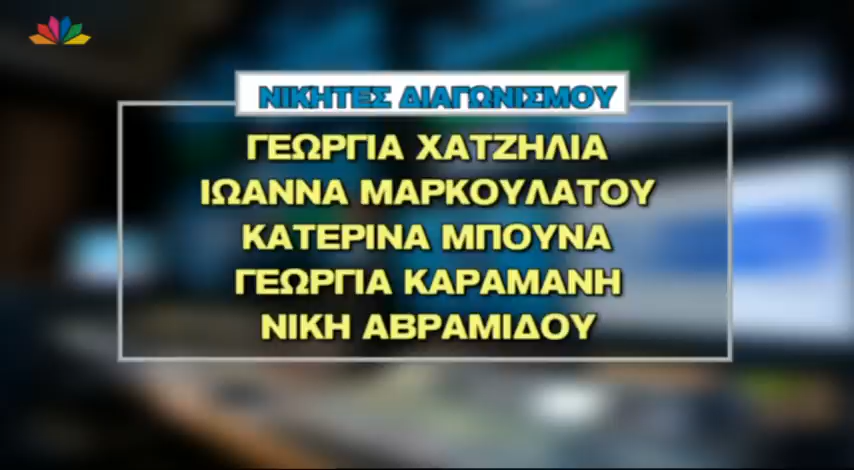 ΝΙΚΗΤΕΣ ΔΙΑΓΩΝΙΣΜΟΥ
ΓΕΩΡΓΙΑ ΧΑΤΖΗΛΙΑ
ΙΩΑΝΝΑ ΜΑΡΚΟΥΛΑΤΟΥ
ΚΑΤΕΡΙΝΑ ΜΠΟΥΝΑ
ΓΕΩΡΓΙΑ ΚΑΡΑΜΑΝΗ
ΝΙΚΗ ΑΒΡΑΜΙΔΟΥ